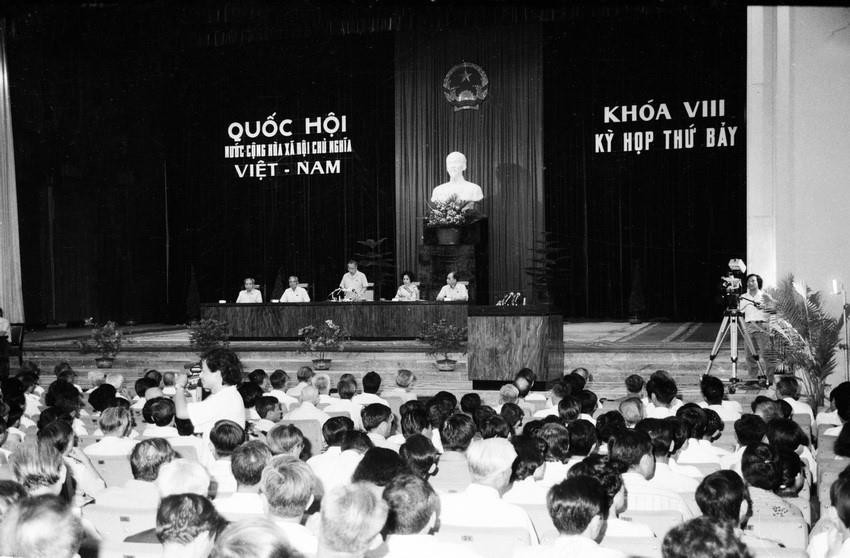 QUỐC HỘI
NƯỚC CỘNG HÒA XÃ HỘI CHỦ NGHĨA
VIỆT - NAM
KHÓA VIII
KỲ HỌP THỨ BẢY